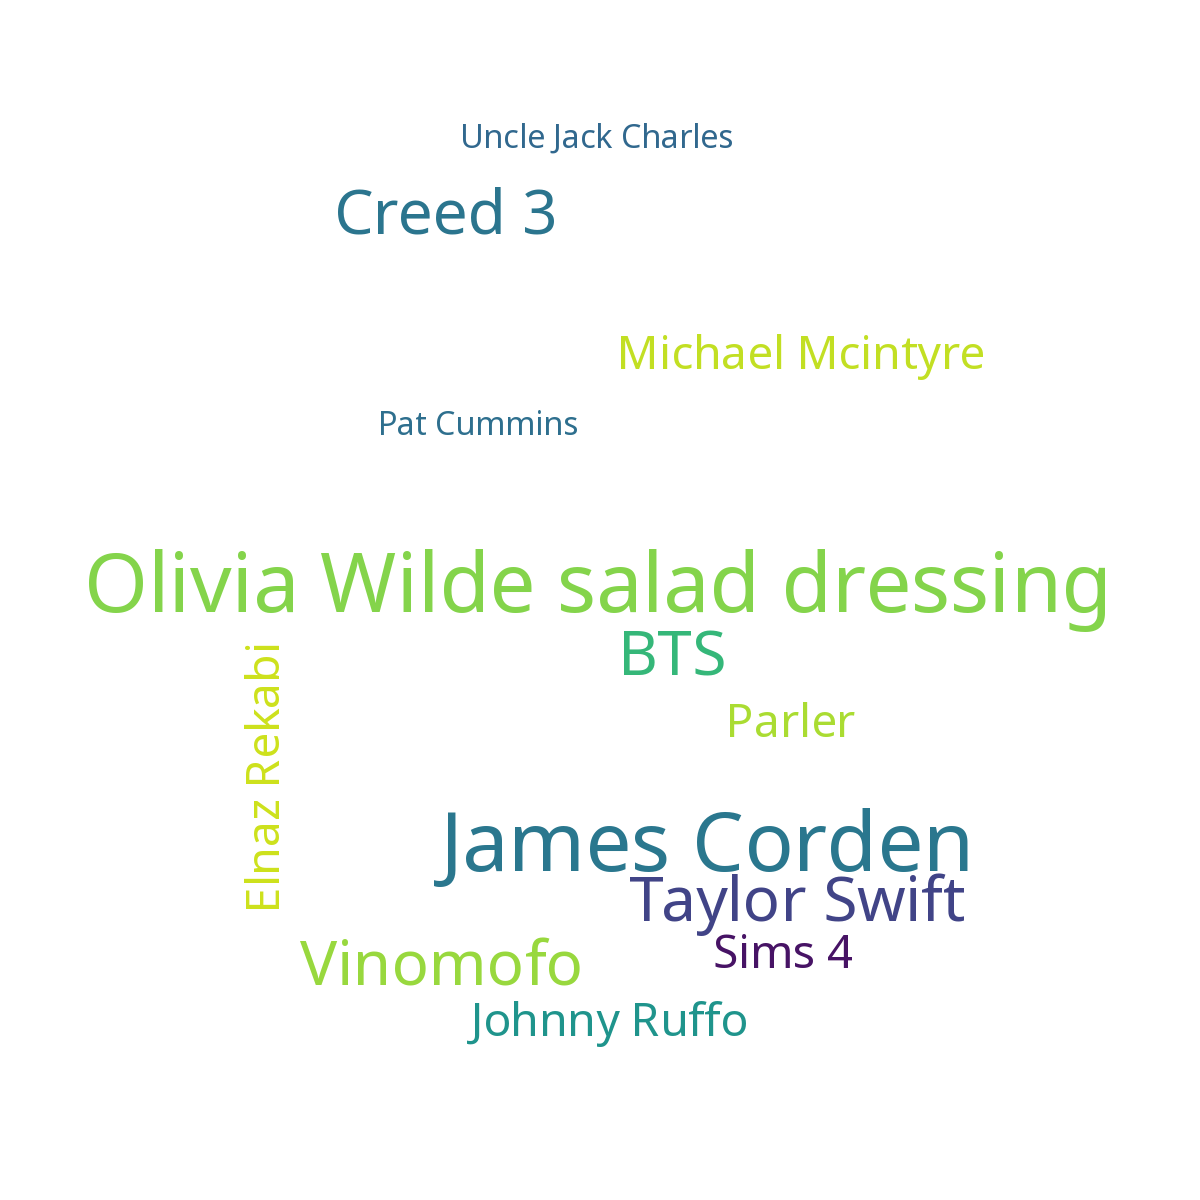 Uncle Jack Charles
Creed 3
Michael Mcintyre
Pat Cummins
Olivia Wilde salad dressing
BTS
Elnaz Rekabi
Parler
James Corden
Taylor Swift
Sims 4
Vinomofo
Johnny Ruffo